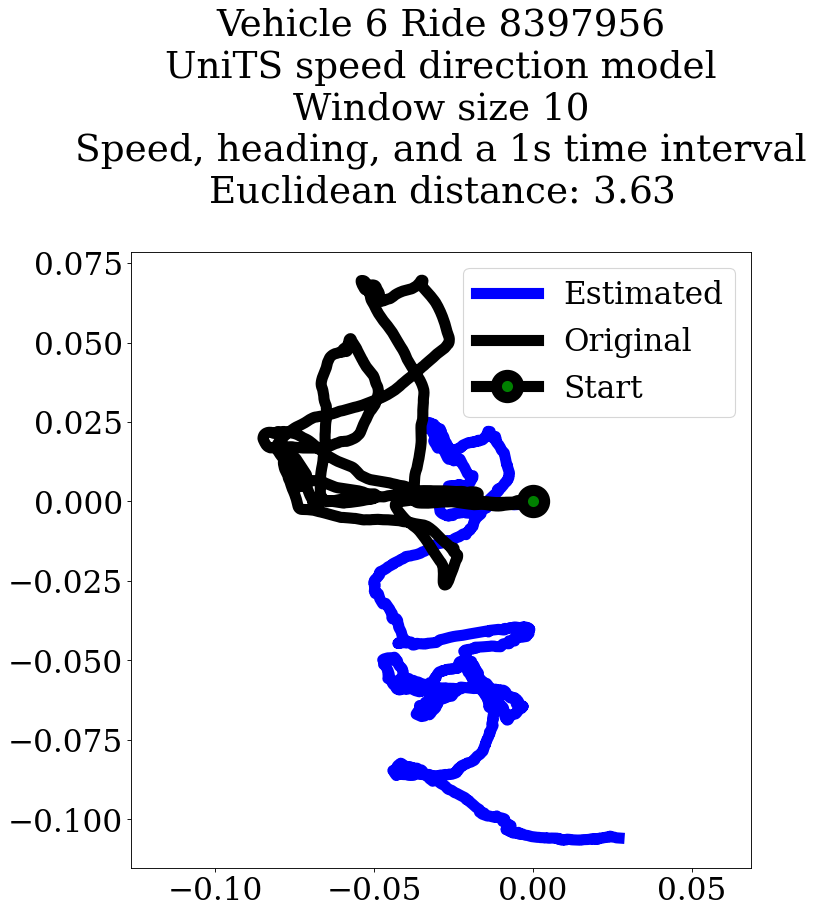 Vehicle 6 Ride 8397956
UniTS speed direction model
Window size 10
Speed, heading, and a 1s time interval
Euclidean distance: 3.63
Estimated
Original
Start
0.075
0.050
0.025
0.000
−0.025
−0.050
−0.075
−0.100
−0.10
−0.05
0.00
0.05